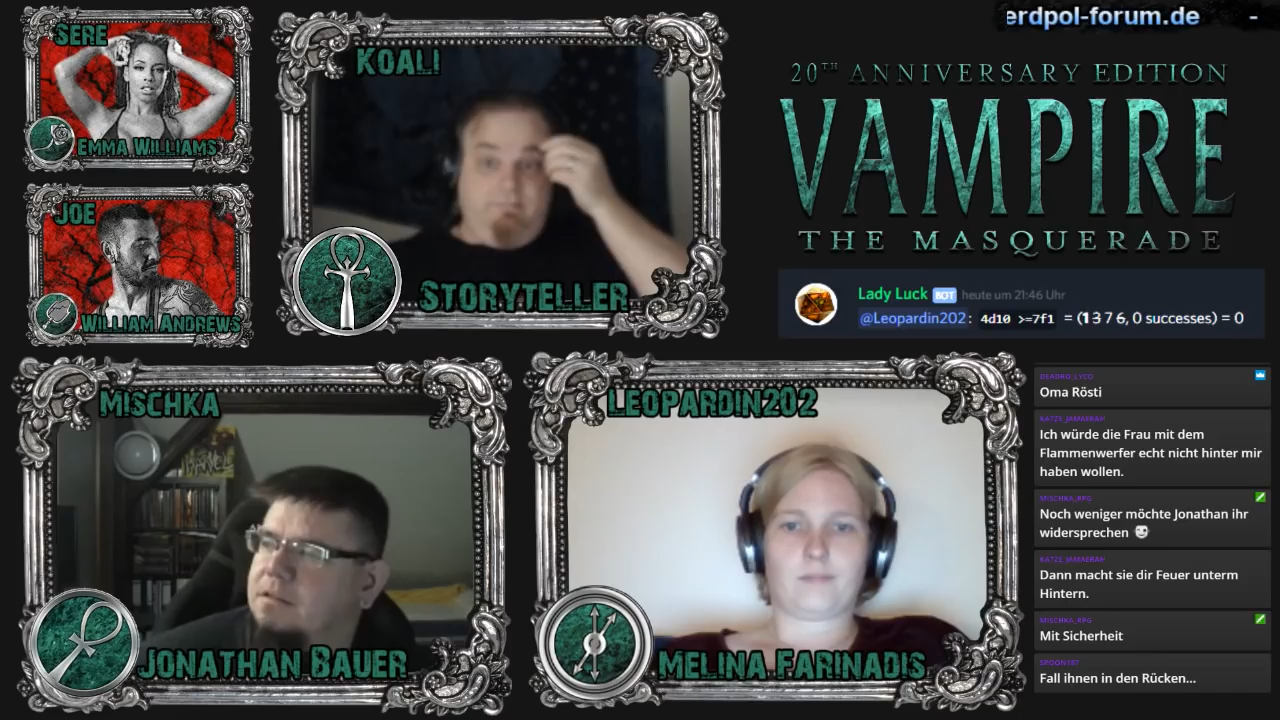 erdpol-forum.de -
SERE
EMMA WILLIAMS
JOE
WILLIAM ANDREWS
KOALI
STORYTELLER
20TH ANNIVERSARY EDITION
VAMPIRE
THE MASQUERADE
Lady Luck BOT heute um 21:46 Uhr
@Leopardin202: 4d10 >=7f1 = (1 3 7 6, 0 successes) = 0
MISCHKA
JONATHAN BAUER
LEOPARDIN202
MELINA FARINADIS
Oma Rösti
Ich würde die Frau mit dem
Flammenwerfer echt nicht hinter mir
haben wollen.
MISCHKA_RPG
Noch weniger möchte Jonathan ihr
widersprechen
Dann macht sie dir Feuer unterm
Hintern.
MISCHKA_RPG
Mit Sicherheit
Fall ihnen in den Rücken...